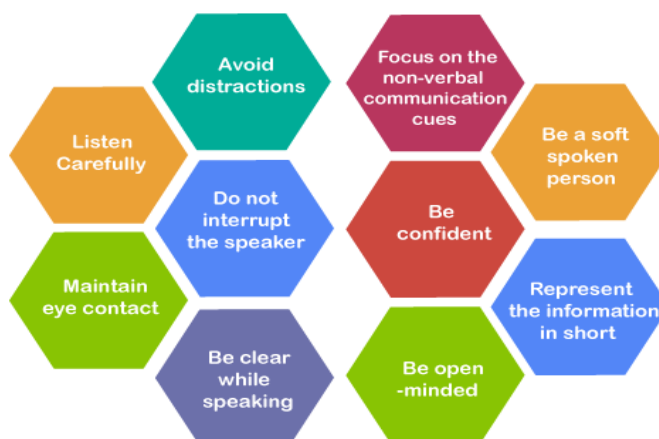 Avoid
distractions
Listen
Carefully
Do not
interrupt
the speaker
Maintain
eye contact
Be clear
while
speaking
Focus on the
non-verbal
communication
cues
Be a soft
spoken
person
Be
confident
Represent
the information
in short
Be open
-minded